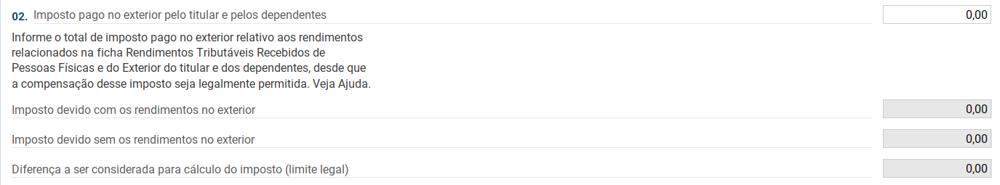 02. Imposto pago no exterior pelo titular e pelos dependentes 0,00
Informe o total de imposto pago no exterior relativo aos rendimentos
relacionados na ficha Rendimentos Tributáveis Recebidos de
Pessoas Físicas e do Exterior do titular e dos dependentes, desde que
a compensação desse imposto seja legalmente permitida. Veja Ajuda.
Imposto devido com os rendimentos no exterior 0,00
Imposto devido sem os rendimentos no exterior 0,00
Diferença a ser considerada para cálculo do imposto (limite legal) 0,00